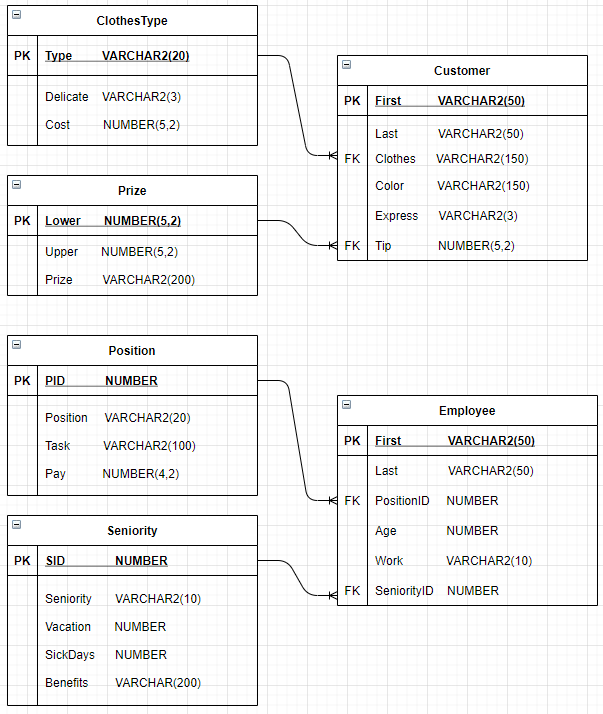 ClothesType
PK Type VARCHAR2(20)
Delicate VARCHAR2(3)
Cost NUMBER(5,2)
Customer
PK First VARCHAR2(50)
Last VARCHAR2(50)
FK Clothes VARCHAR2(150)
Color VARCHAR2(150)
Express VARCHAR2(3)
FK Tip NUMBER(5,2)
Prize
PK Lower NUMBER(5,2)
Upper NUMBER(5,2)
Prize VARCHAR2(200)
Position
PK PID NUMBER
Position VARCHAR2(20)
Task VARCHAR2(100)
Pay NUMBER(4,2)
Employee
PK First VARCHAR2(50)
Last VARCHAR2(50)
FK PositionID NUMBER
Age NUMBER
Work VARCHAR2(10)
FK SeniorityID NUMBER
Seniority
PK SID NUMBER
Seniority VARCHAR2(10)
Vacation NUMBER
SickDays NUMBER
Benefits VARCHAR(200)